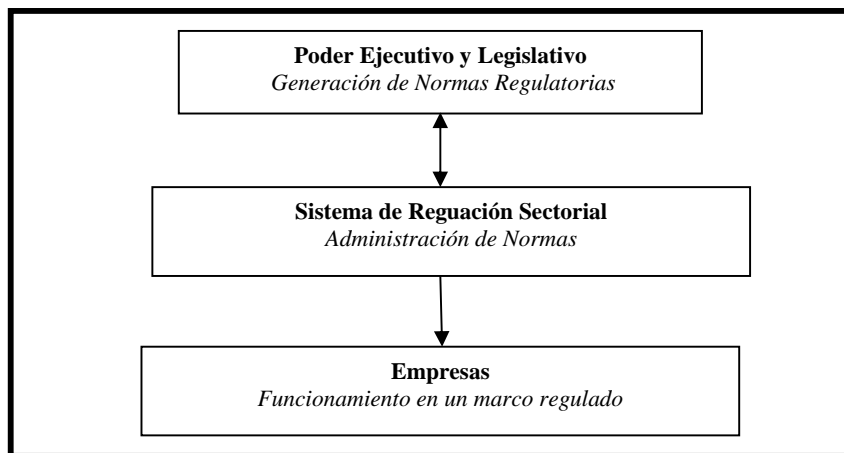 Poder Ejecutivo y Legislativo
Generación de Normas Regulatorias
Sistema de Reguación Sectorial
Administración de Normas
Empresas
Funcionamiento en un marco regulado